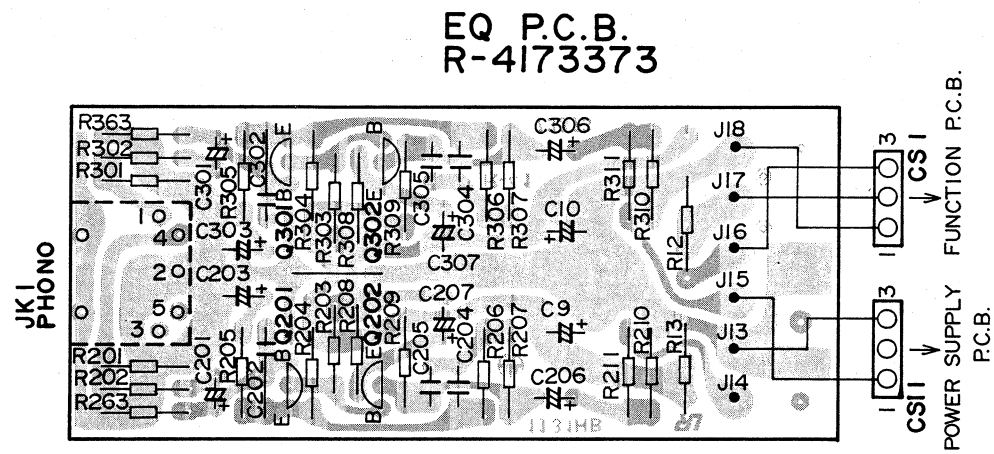 EQ P.C.B.
R-4173373
R363
R302
R301
C301
R305
C302
E
B
Q301
R304
R303
R308
B
E
Q302
R309
C305
C304
R306
R307
C306
C10
R311
R310
R12
J18
J17
J16
C303
C307
JK1
PHONO
1
4
2
5
3
C203
C207
C9
J15
J13
J14
R201
R202
R263
C201
R205
C202
B
E
Q201
R204
R203
R208
E
B
Q202
R209
C205
C204
R206
R207
C206
R211
R210
R13
1131HB
3
1
CS1
FUNCTION P.C.B.
3
1
CS11
POWER SUPPLY
P.C.B.